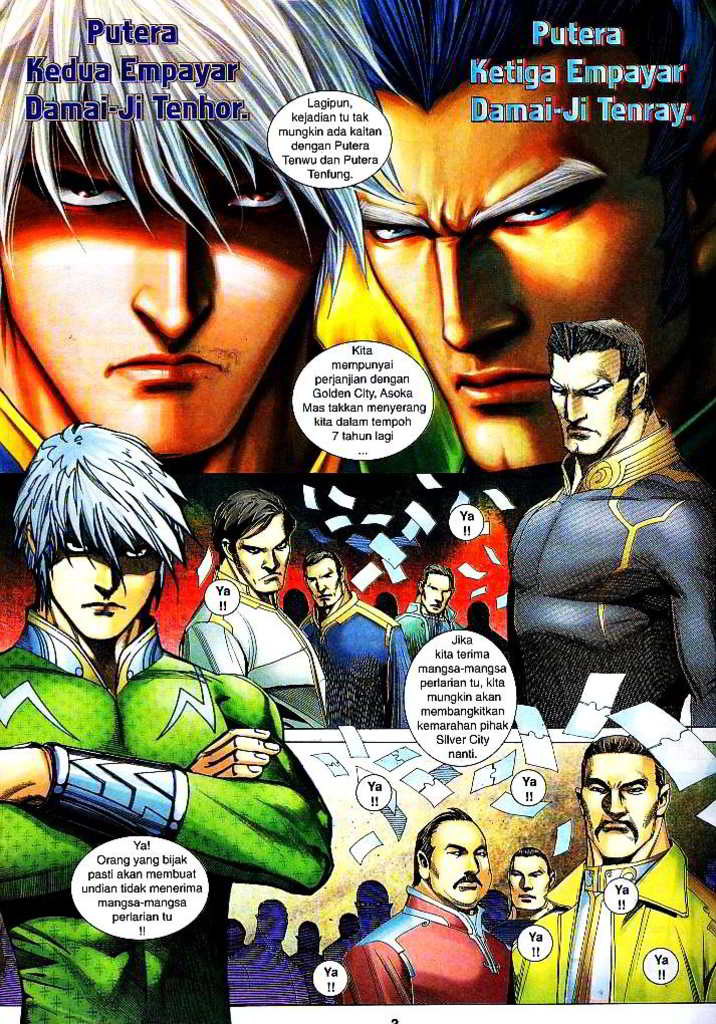 Putera
Kedua Empayar
Damai-Ji Tenhor.
Putera
Ketiga Empayar
Damai-Ji Tenray.
Lagipun,
kejadian tu tak
mungkin ada kaitan
dengan Putera
Tenwu dan Putera
Tenfung.
Kita
mempunyai
perjanjian dengan
Golden City, Asoka
Mas takkan menyerang
kita dalam tempoh
7 tahun lagi
...
Ya
!!
Ya
!!
Jika
kita terima
mangsa-mangsa
perlarian tu, kita
mungkin akan
membangkitkan
kemarahan pihak
Silver City
nanti.
Ya
!!
Ya
!!
Ya!
Orang yang bijak
pasti akan membuat
undian tidak menerima
mangsa-mangsa
perlarian tu
!!
Ya
!!
Ya
!!
Ya
!!
Ya
!!